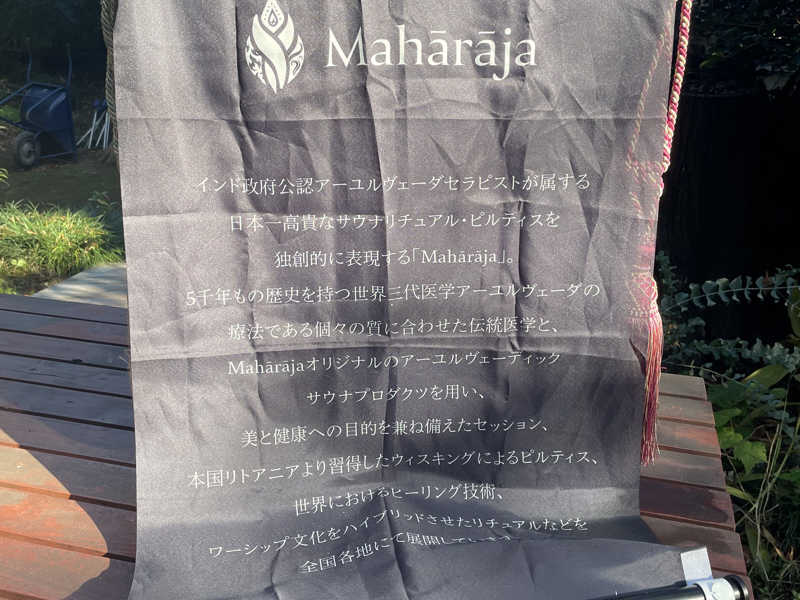 Mahārāja
インド政府公認アーユルヴェーダセラピストが属する
日本一高貴なサウナリチュアル・ピルティスを
独創的に表現する「Mahārāja」。
5千年もの歴史を持つ世界三代医学アーユルヴェーダの
療法である個々の質に合わせた伝統医学と、
Mahārājaオリジナルのアーユルヴェーディック
サウナプロダクツを用い、
美と健康への目的を兼ね備えたセッション、
本国リトアニアより習得したウィスキングによるピルティス、
世界におけるヒーリング技術、
ワーシップ文化をハイブリッドさせたリチュアルなどを
全国各地にて展開して